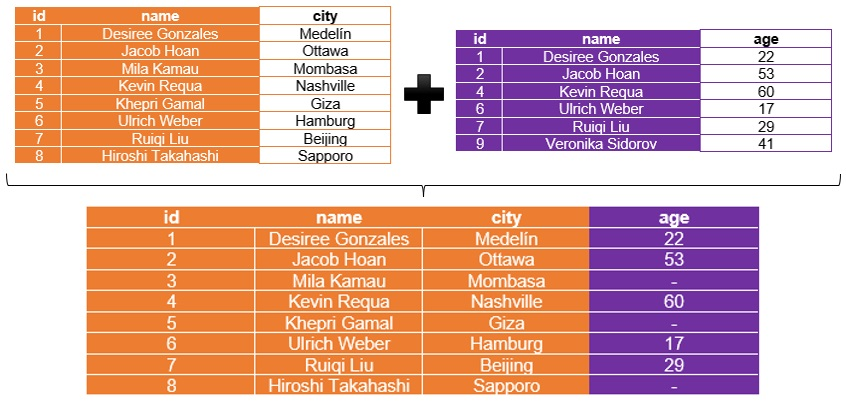 id name city
1 Desiree Gonzales Medelín
2 Jacob Hoan Ottawa
3 Mila Kamau Mombasa
4 Kevin Requa Nashville
5 Khepri Gamal Giza
6 Ulrich Weber Hamburg
7 Ruiqi Liu Beijing
8 Hiroshi Takahashi Sapporo
id name age
1 Desiree Gonzales 22
2 Jacob Hoan 53
4 Kevin Requa 60
6 Ulrich Weber 17
7 Ruiqi Liu 29
9 Veronika Sidorov 41
id name city age
1 Desiree Gonzales Medelín 22
2 Jacob Hoan Ottawa 53
3 Mila Kamau Mombasa -
4 Kevin Requa Nashville 60
5 Khepri Gamal Giza -
6 Ulrich Weber Hamburg 17
7 Ruiqi Liu Beijing 29
8 Hiroshi Takahashi Sapporo -